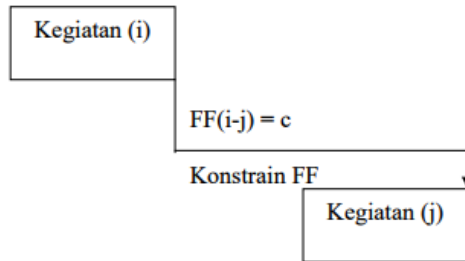 Kegiatan (i)
FF(i-j) = c
Konstrain FF
Kegiatan (j)